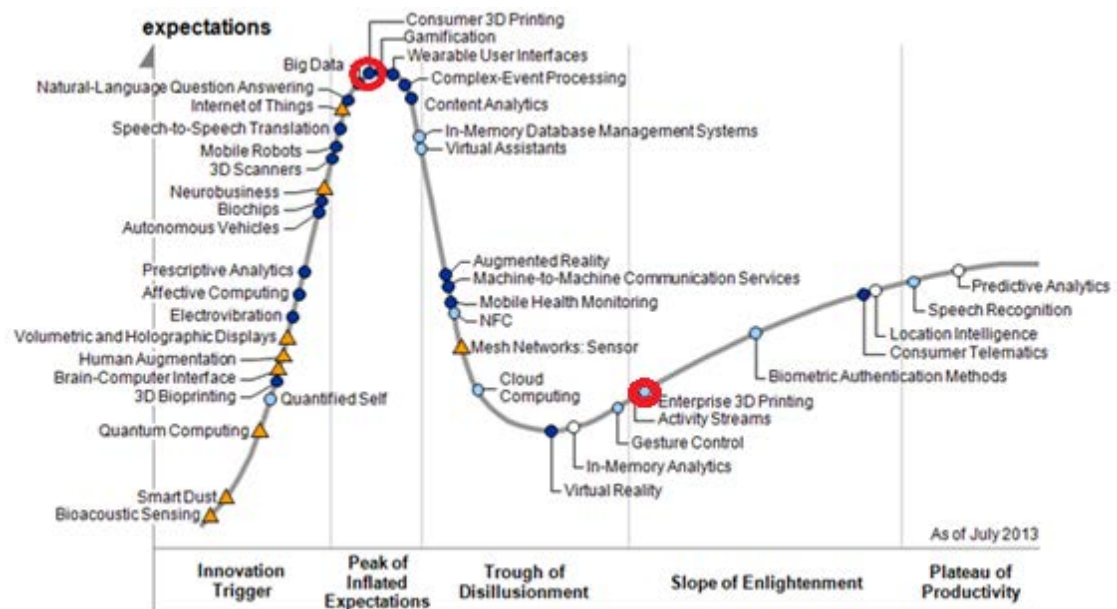 expectations
Consumer 3D Printing
Gamification
Wearable User Interfaces
Big Data
Complex-Event Processing
Natural-Language Question Answering
Content Analytics
Internet of Things
Speech-to-Speech Translation
In-Memory Database Management Systems
Mobile Robots
Virtual Assistants
3D Scanners
Neurobusiness
Biochips
Autonomous Vehicles
Augmented Reality
Prescriptive Analytics
Machine-to-Machine Communication Services
Affective Computing
Mobile Health Monitoring
Electrovibration
NFC
Volumetric and Holographic Displays
Mesh Networks: Sensor
Human Augmentation
Brain-Computer Interface
3D Bioprinting
Quantified Self
Cloud
Computing
Quantum Computing
Smart Dust
Bioacoustic Sensing
Predictive Analytics
Speech Recognition
Location Intelligence
Consumer Telematics
Biometric Authentication Methods
Enterprise 3D Printing
Activity Streams
Gesture Control
In-Memory Analytics
Virtual Reality
As of July 2013
Innovation
Trigger
Peak of
Inflated
Expectations
Trough of
Disillusionment
Slope of Enlightenment
Plateau of
Productivity